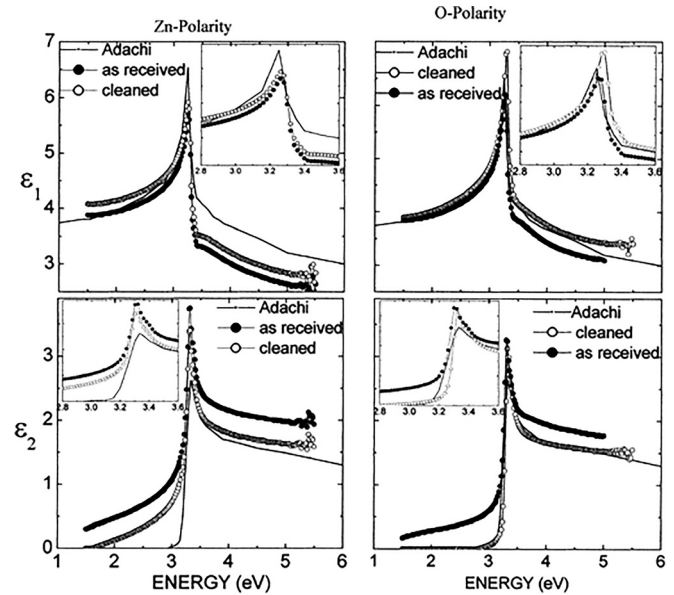 Zn-Polarity
O-Polarity
7
6
5
4
3
ε1
Adachi
as received
cleaned
2.8 3.0 3.2 3.4 3.6
Adachi
cleaned
as received
2.8 3.0 3.2 3.4 3.6
3
2
1
0
ε2
Adachi
as received
cleaned
2.8 3.0 3.2 3.4 3.6
Adachi
cleaned
as received
2.8 3.0 3.2 3.4 3.6
1 2 3 4 5 6
2 3 4 5 6
ENERGY (eV)
ENERGY (eV)